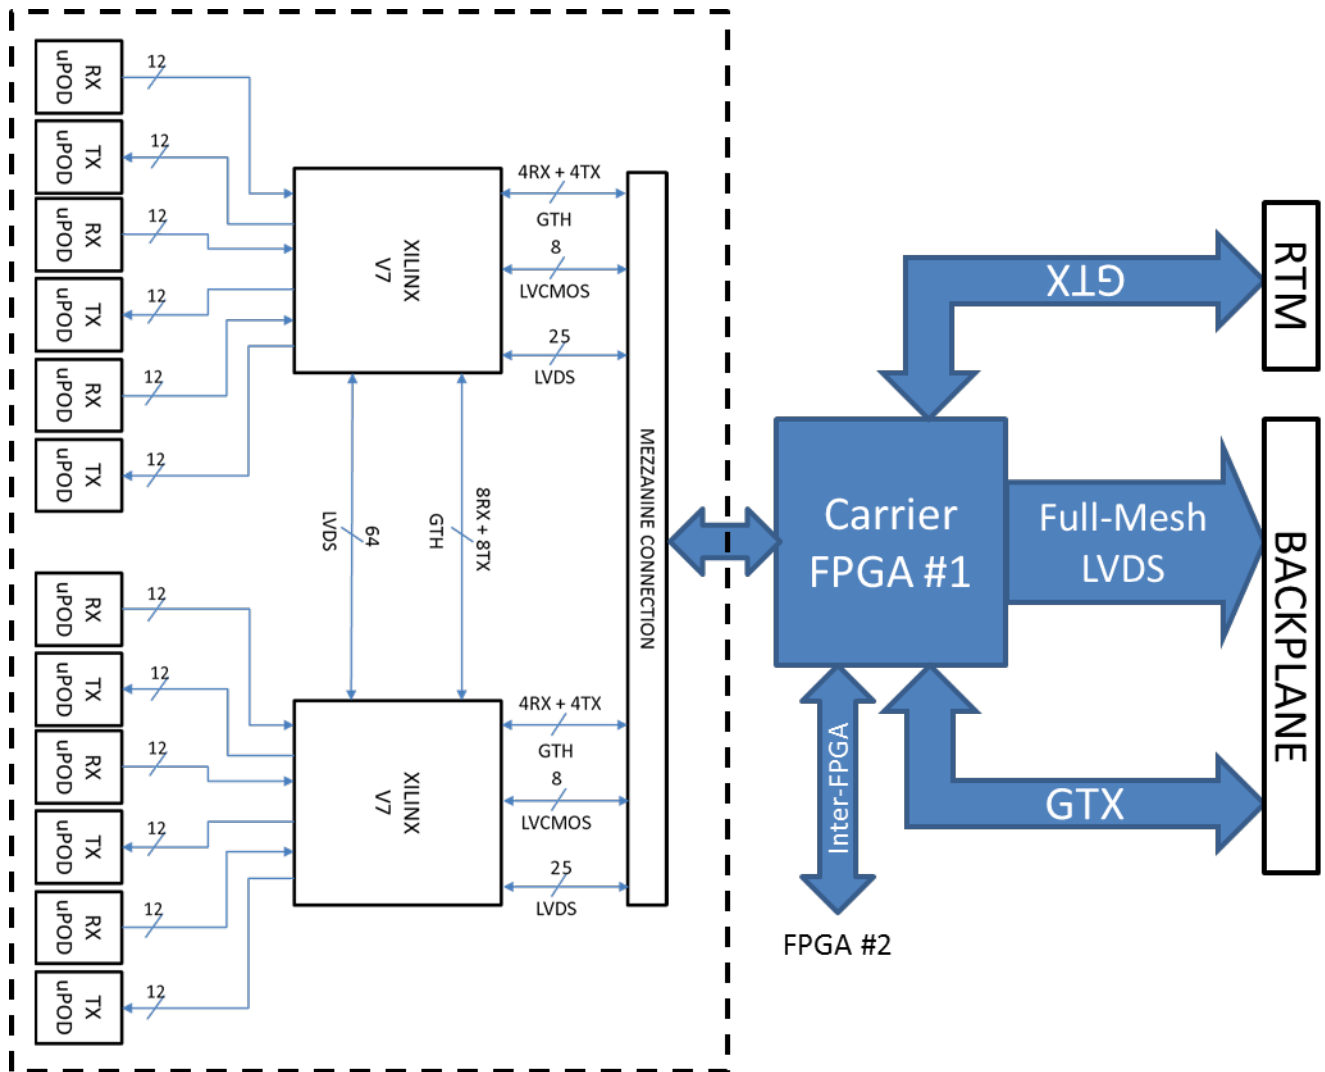 RX
uPOD
12
TX
uPOD
12
RX
uPOD
12
TX
uPOD
12
RX
uPOD
12
TX
uPOD
12
XILINX
V7
4RX + 4TX
GTH
8
LVCMOS
25
LVDS
64
LVDS
8RX + 8TX
GTH
RX
uPOD
12
TX
uPOD
12
RX
uPOD
12
TX
uPOD
12
RX
uPOD
12
TX
uPOD
12
XILINX
V7
4RX + 4TX
GTH
8
LVCMOS
25
LVDS
MEZZANINE CONNECTION
Carrier
FPGA #1
GTX
RTM
Full-Mesh
LVDS
BACKPLANE
GTX
Inter-FPGA
FPGA #2